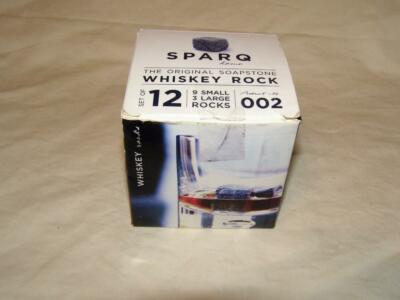 SPARQ
home
THE ORIGINAL SOAPSTONE
WHISKEY ROCK
SET OF 12
9 SMALL
3 LARGE
ROCKS
002
WHISKEY rocks